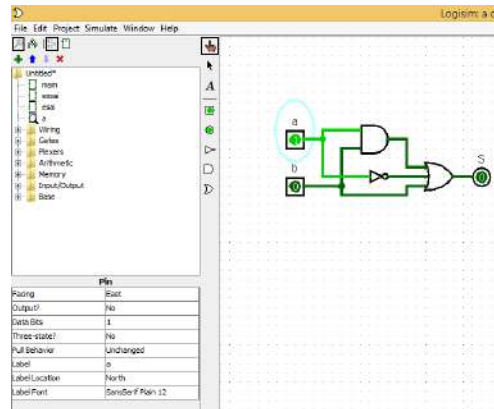 Logisim: a d
File Edit Project Simulate Window Help
Untitled*
mom
essai
esai
a
Wiring
Gates
Plexers
Arithmetic
Memory
Input/Output
Base
A
a
b
S
Pin
Facing East
Output? No
Data Bits 1
Three-state? No
Pull Behavior Unchanged
Label a
Label Location North
Label Font SansSerif Plain 12